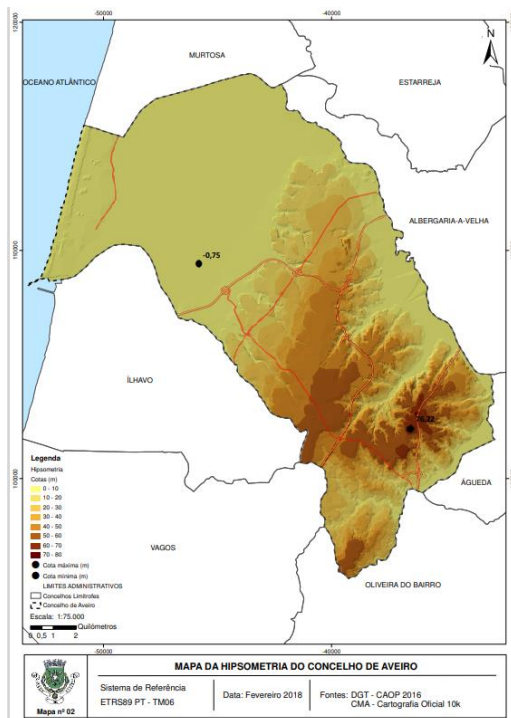 -50000
-40000
120000
N
MURTOSA
OCEANO ATLÂNTICO
ESTARREJA
ALBERGARIA-A-VELHA
110000
110000
-0,75
ÍLHAVO
76,22
Legenda
Hipsometria
Cotas (m)
0 - 10
10 - 20
20 - 30
30 - 40
40 - 50
50 - 60
60 - 70
70 - 80
Cota máxima (m)
Cota mínima (m)
LIMITES ADMINISTRATIVOS
Concelhos Limítrofes
Concelho de Aveiro
Escala: 1:75.000
Quilómetros
0 0,5 1 2
100000
100000
ÁGUEDA
VAGOS
OLIVEIRA DO BAIRRO
-50000
-40000
MAPA DA HIPSOMETRIA DO CONCELHO DE AVEIRO
Sistema de Referência
ETRS89 PT - TM06
Data: Fevereiro 2018
Fontes: DGT - CAOP 2016
CMA - Cartografia Oficial 10k
Mapa nº 02